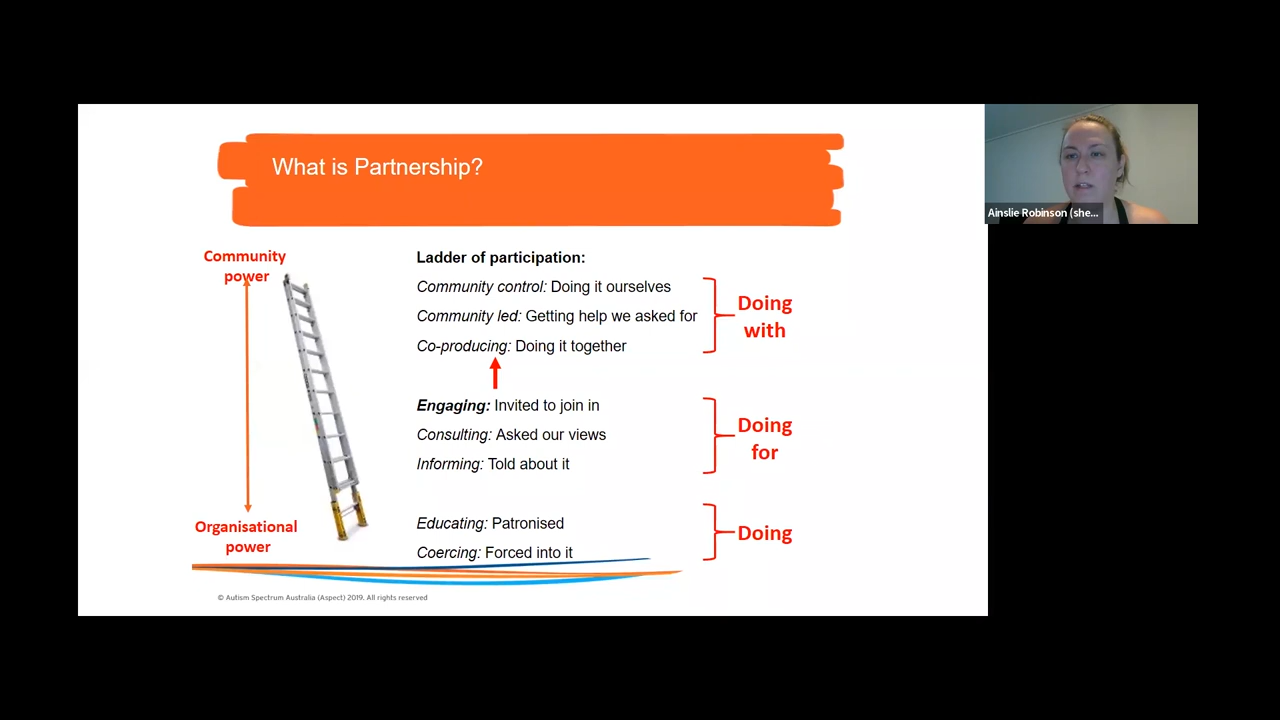 What is Partnership?
Ainslie Robinson (she...
Community
power
Ladder of participation:
Community control: Doing it ourselves
Community led: Getting help we asked for
Co-producing: Doing it together
Doing
with
Engaging: Invited to join in
Consulting: Asked our views
Informing: Told about it
Doing
for
Organisational
power
Educating: Patronised
Coercing: Forced into it
Doing
© Autism Spectrum Australia (Aspect) 2019. All rights reserved